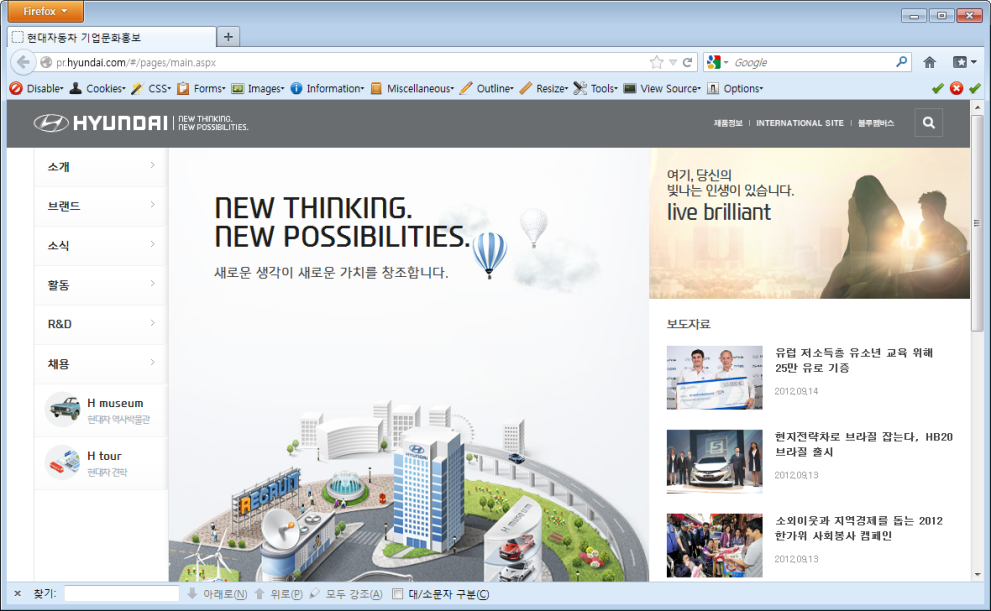 Firefox
현대자동차 기업문화홍보
pr.hyundai.com/#/pages/main.aspx
Google
Disable
Cookies
CSS
Forms
Images
Information
Miscellaneous
Outline
Resize
Tools
View Source
Options
HYUNDAI
NEW THINKING.
NEW POSSIBILITIES.
제품정보
INTERNATIONAL SITE
블루멤버스
소개
브랜드
소식
활동
R&D
채용
H museum
현대차 역사박물관
H tour
현대차 견학
NEW THINKING.
NEW POSSIBILITIES.
새로운 생각이 새로운 가치를 창조합니다.
HYUNDAI
RECRUIT
H museum
여기, 당신의
빛나는 인생이 있습니다.
live brilliant
보도자료
유럽 저소득층 유소년 교육 위해
25만 유로 기증
2012.09.14
현지전략차로 브라질 잡는다, HB20
브라질 출시
2012.09.13
소외이웃과 지역경제를 돕는 2012
한가위 사회봉사 캠페인
2012.09.13
찾기:
아래로(N)
위로(P)
모두 강조(A)
대/소문자 구분(C)